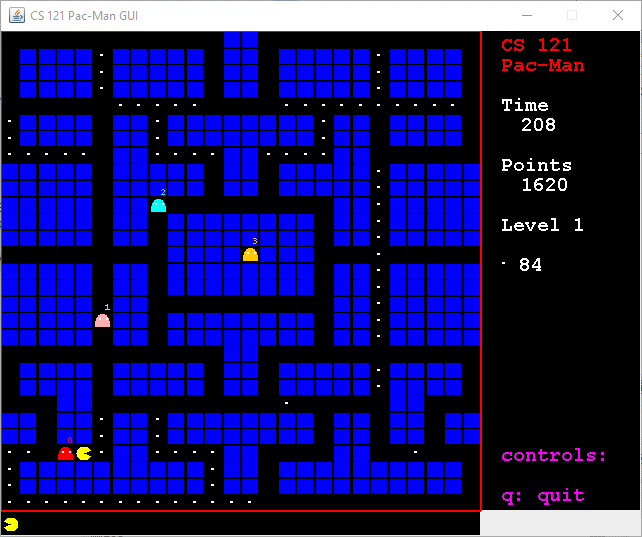 CS 121 Pac-Man GUI
CS 121
Pac-Man
Time
208
Points
1620
Level 1
84
2
3
1
0
controls:
q: quit